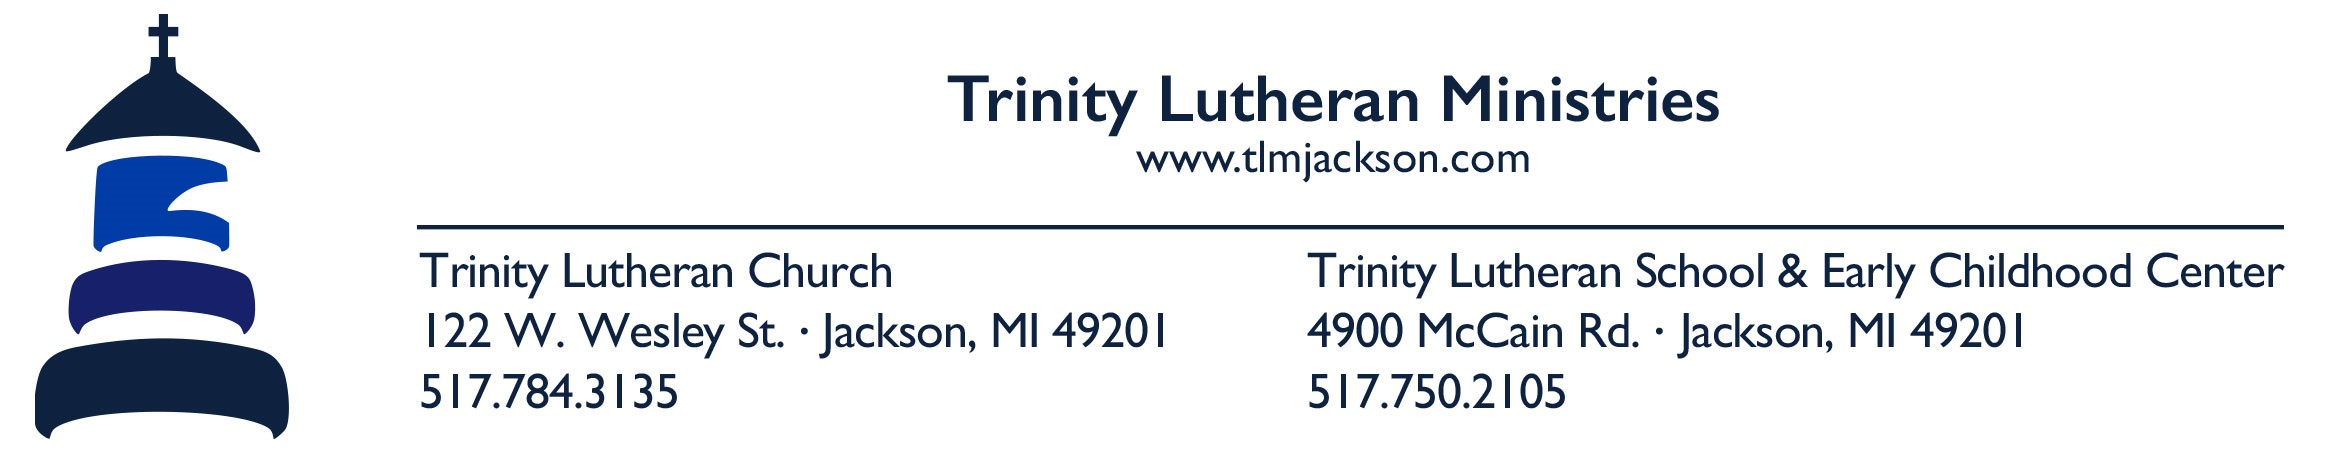 Trinity Lutheran Ministries
www.tlmjackson.com
Trinity Lutheran Church
122 W. Wesley St. · Jackson, MI 49201
517.784.3135
Trinity Lutheran School & Early Childhood Center
4900 McCain Rd. · Jackson, MI 49201
517.750.2105